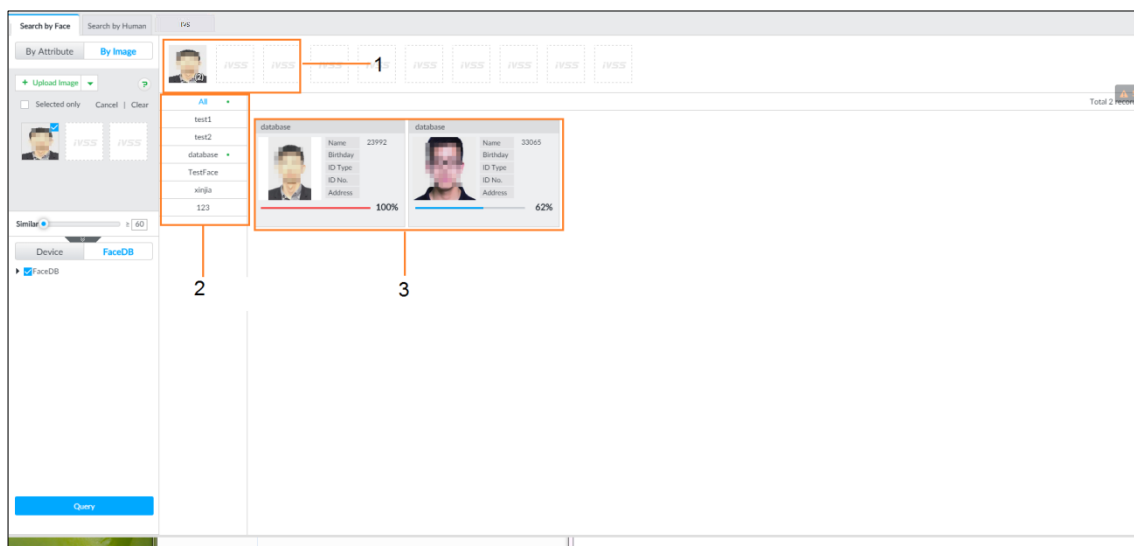 Search by Face
Search by Human
IVS
By Attribute
By Image
+ Upload Image
?
Selected only
Cancel | Clear
IVSS IVSS
(2)
IVSS IVSS IVSS IVSS IVSS IVSS IVSS IVSS IVSS
1
Total 2 recor
All
test1
test2
database
TestFace
xinjia
123
2
database
Name 23992
Birthday
ID Type
ID No.
Address
100%
database
Name 33065
Birthday
ID Type
ID No.
Address
62%
3
Similar
≥ 60
Device
FaceDB
FaceDB
Query